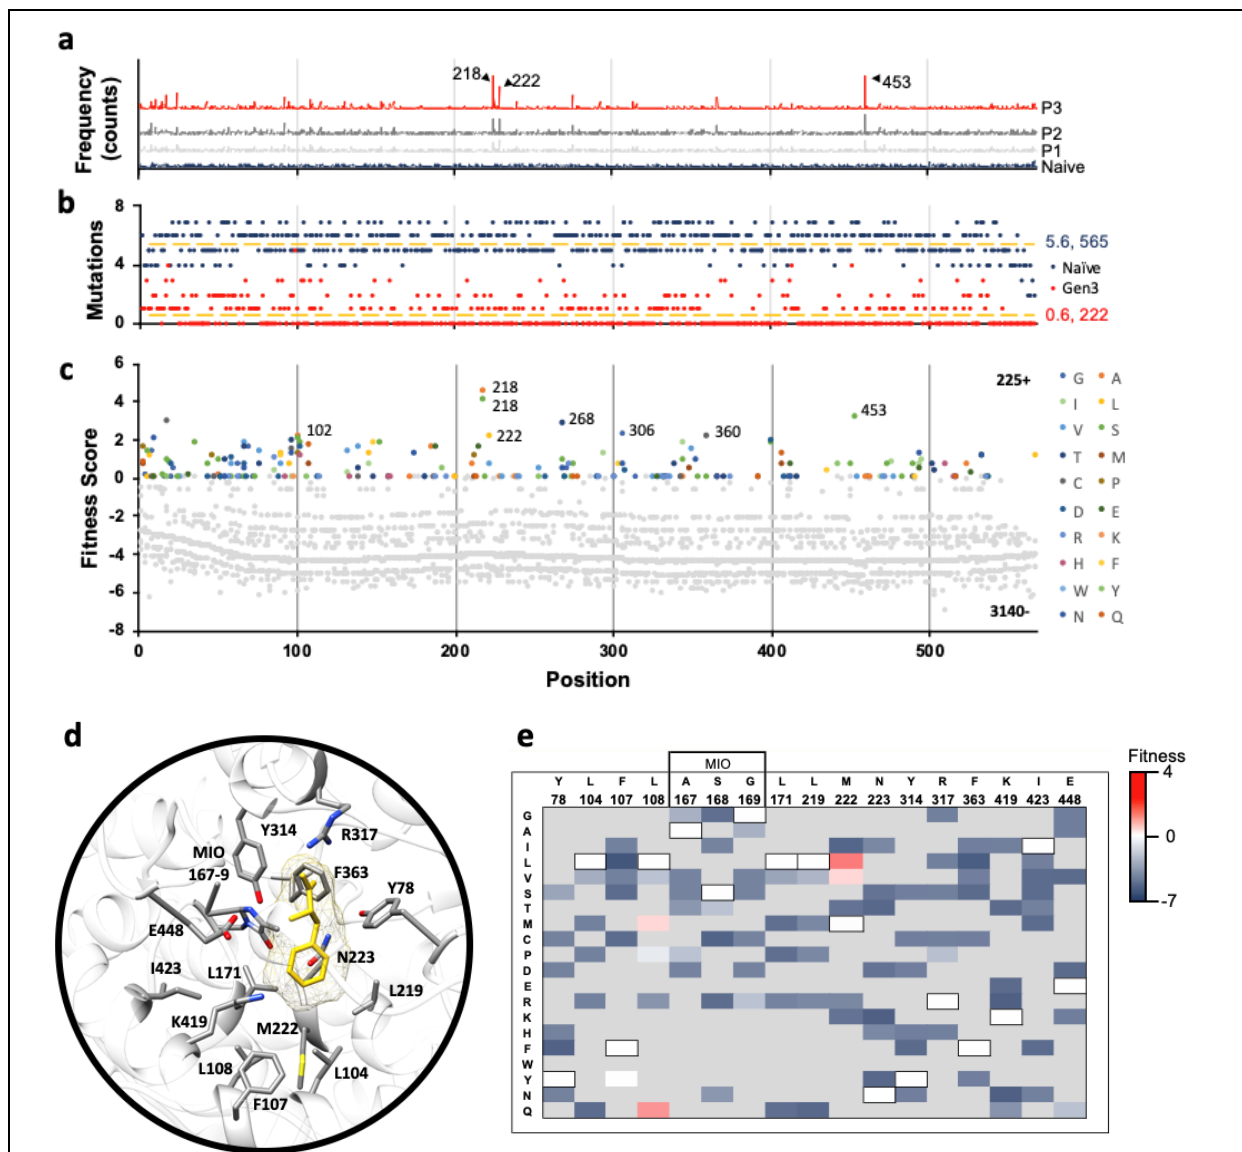 a
Frequency
(counts)
218
222
453
P3
P2
P1
Naive
b
Mutations
8
4
0
5.6, 565
Naïve
Gen3
0.6, 222
c
Fitness Score
6
4
2
0
-2
-4
-6
-8
218
218
222
102
268
306
360
453
225+
3140-
G A
I L
V S
T M
C P
D E
R K
H F
W Y
N Q
0 100 200 300 400 500
Position
d
Y314
R317
MIO
167-9
F363
Y78
E448
N223
I423
L171
L219
K419
M222
L108
L104
F107
e
MIO
Y L F L A S G L L M N Y R F K I E
78 104 107 108 167 168 169 171 219 222 223 314 317 363 419 423 448
G
A
I
L
V
S
T
M
C
P
D
E
R
K
H
F
W
Y
N
Q
Fitness
4
0
-7